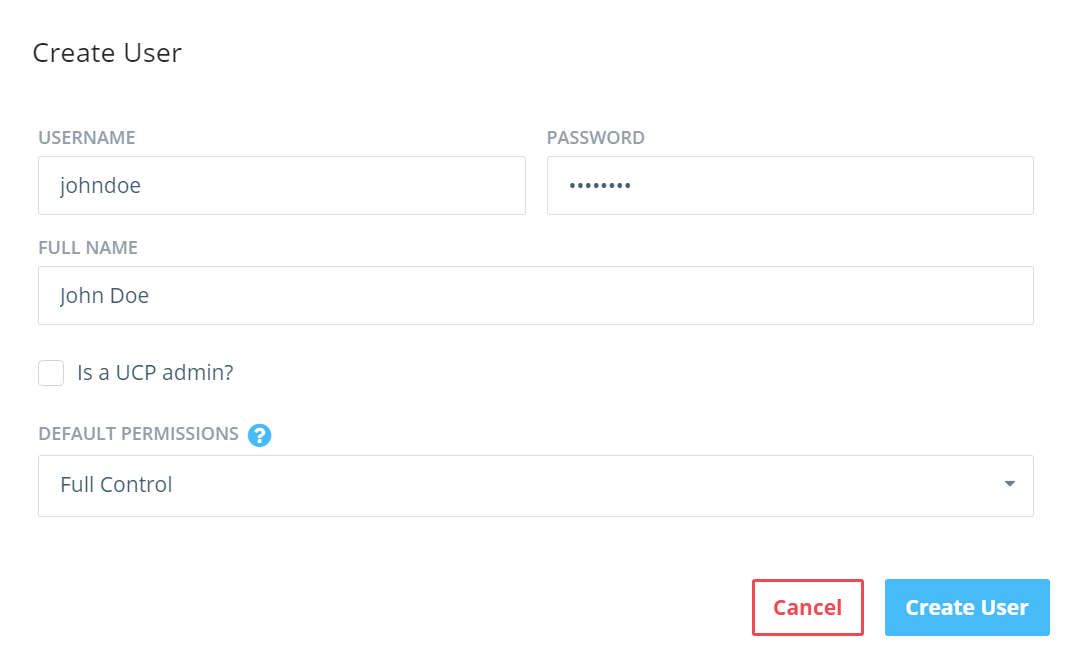 Create User
USERNAME
PASSWORD
johndoe
••••••••
FULL NAME
John Doe
Is a UCP admin?
DEFAULT PERMISSIONS ?
Full Control
Cancel
Create User